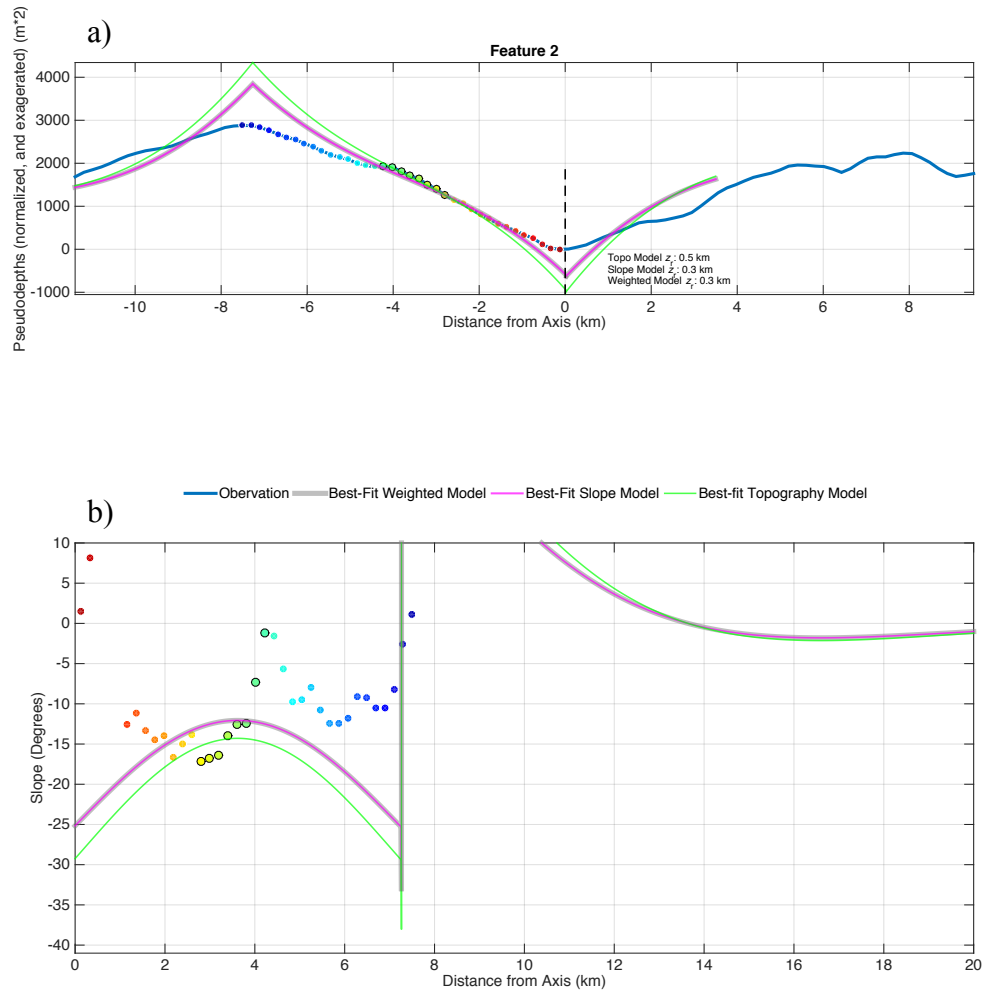 a)
Feature 2
Pseudodepths (normalized, and exagerated) (m*2)
4000
3000
2000
1000
0
-1000
Topo Model z_r: 0.5 km
Slope Model z_r: 0.3 km
Weighted Model z_r: 0.3 km
-10 -8 -6 -4 -2 0 2 4 6 8
Distance from Axis (km)
Obervation Best-Fit Weighted Model Best-Fit Slope Model Best-fit Topography Model
b)
Slope (Degrees)
10
5
0
-5
-10
-15
-20
-25
-30
-35
-40
0 2 4 6 8 10 12 14 16 18 20
Distance from Axis (km)